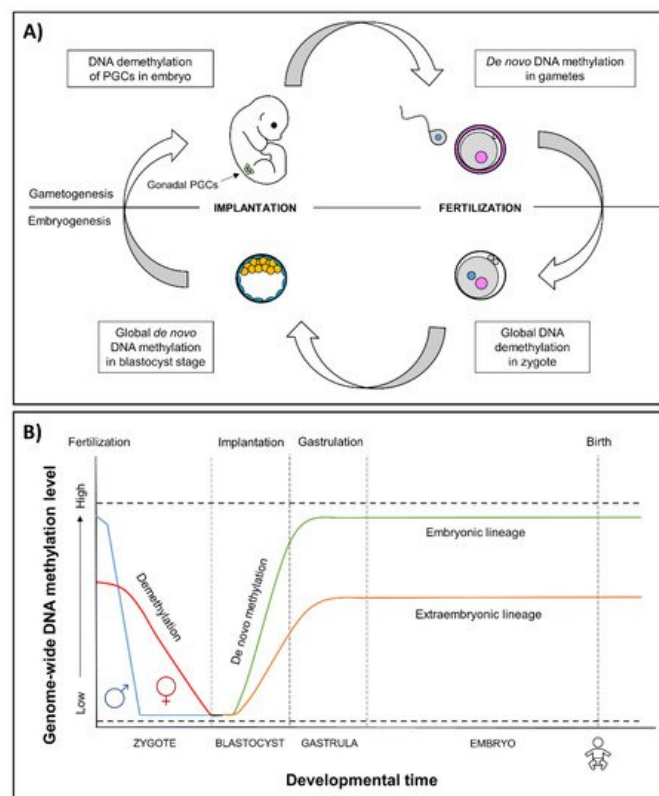 A)
DNA demethylation
of PGCs in embryo
De novo DNA methylation
in gametes
Gonadal PGCs
Gametogenesis
IMPLANTATION
FERTILIZATION
Embryogenesis
Global de novo
DNA methylation
in blastocyst stage
Global DNA
demethylation
in zygote
B)
Fertilization
Implantation
Gastrulation
Birth
Genome-wide DNA methylation level
High
Low
Demethylation
De novo methylation
Embryonic lineage
Extraembryonic lineage
ZYGOTE
BLASTOCYST
GASTRULA
EMBRYO
Developmental time